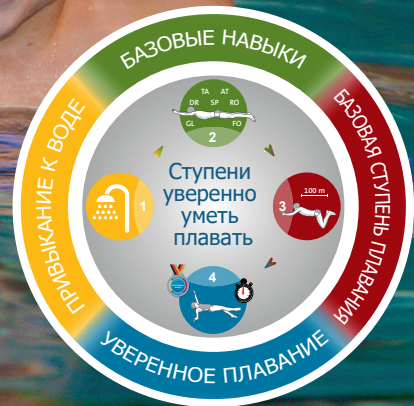 БАЗОВЫЕ НАВЫКИ
БАЗОВАЯ СТУПЕНЬ ПЛАВАНИЯ
УВЕРЕННОЕ ПЛАВАНИЕ
ПРИВЫКАНИЕ К ВОДЕ
TA AT
DR SP RO
GL FO
2
Ступени
уверенно
уметь
плавать
1
100 m
3
4